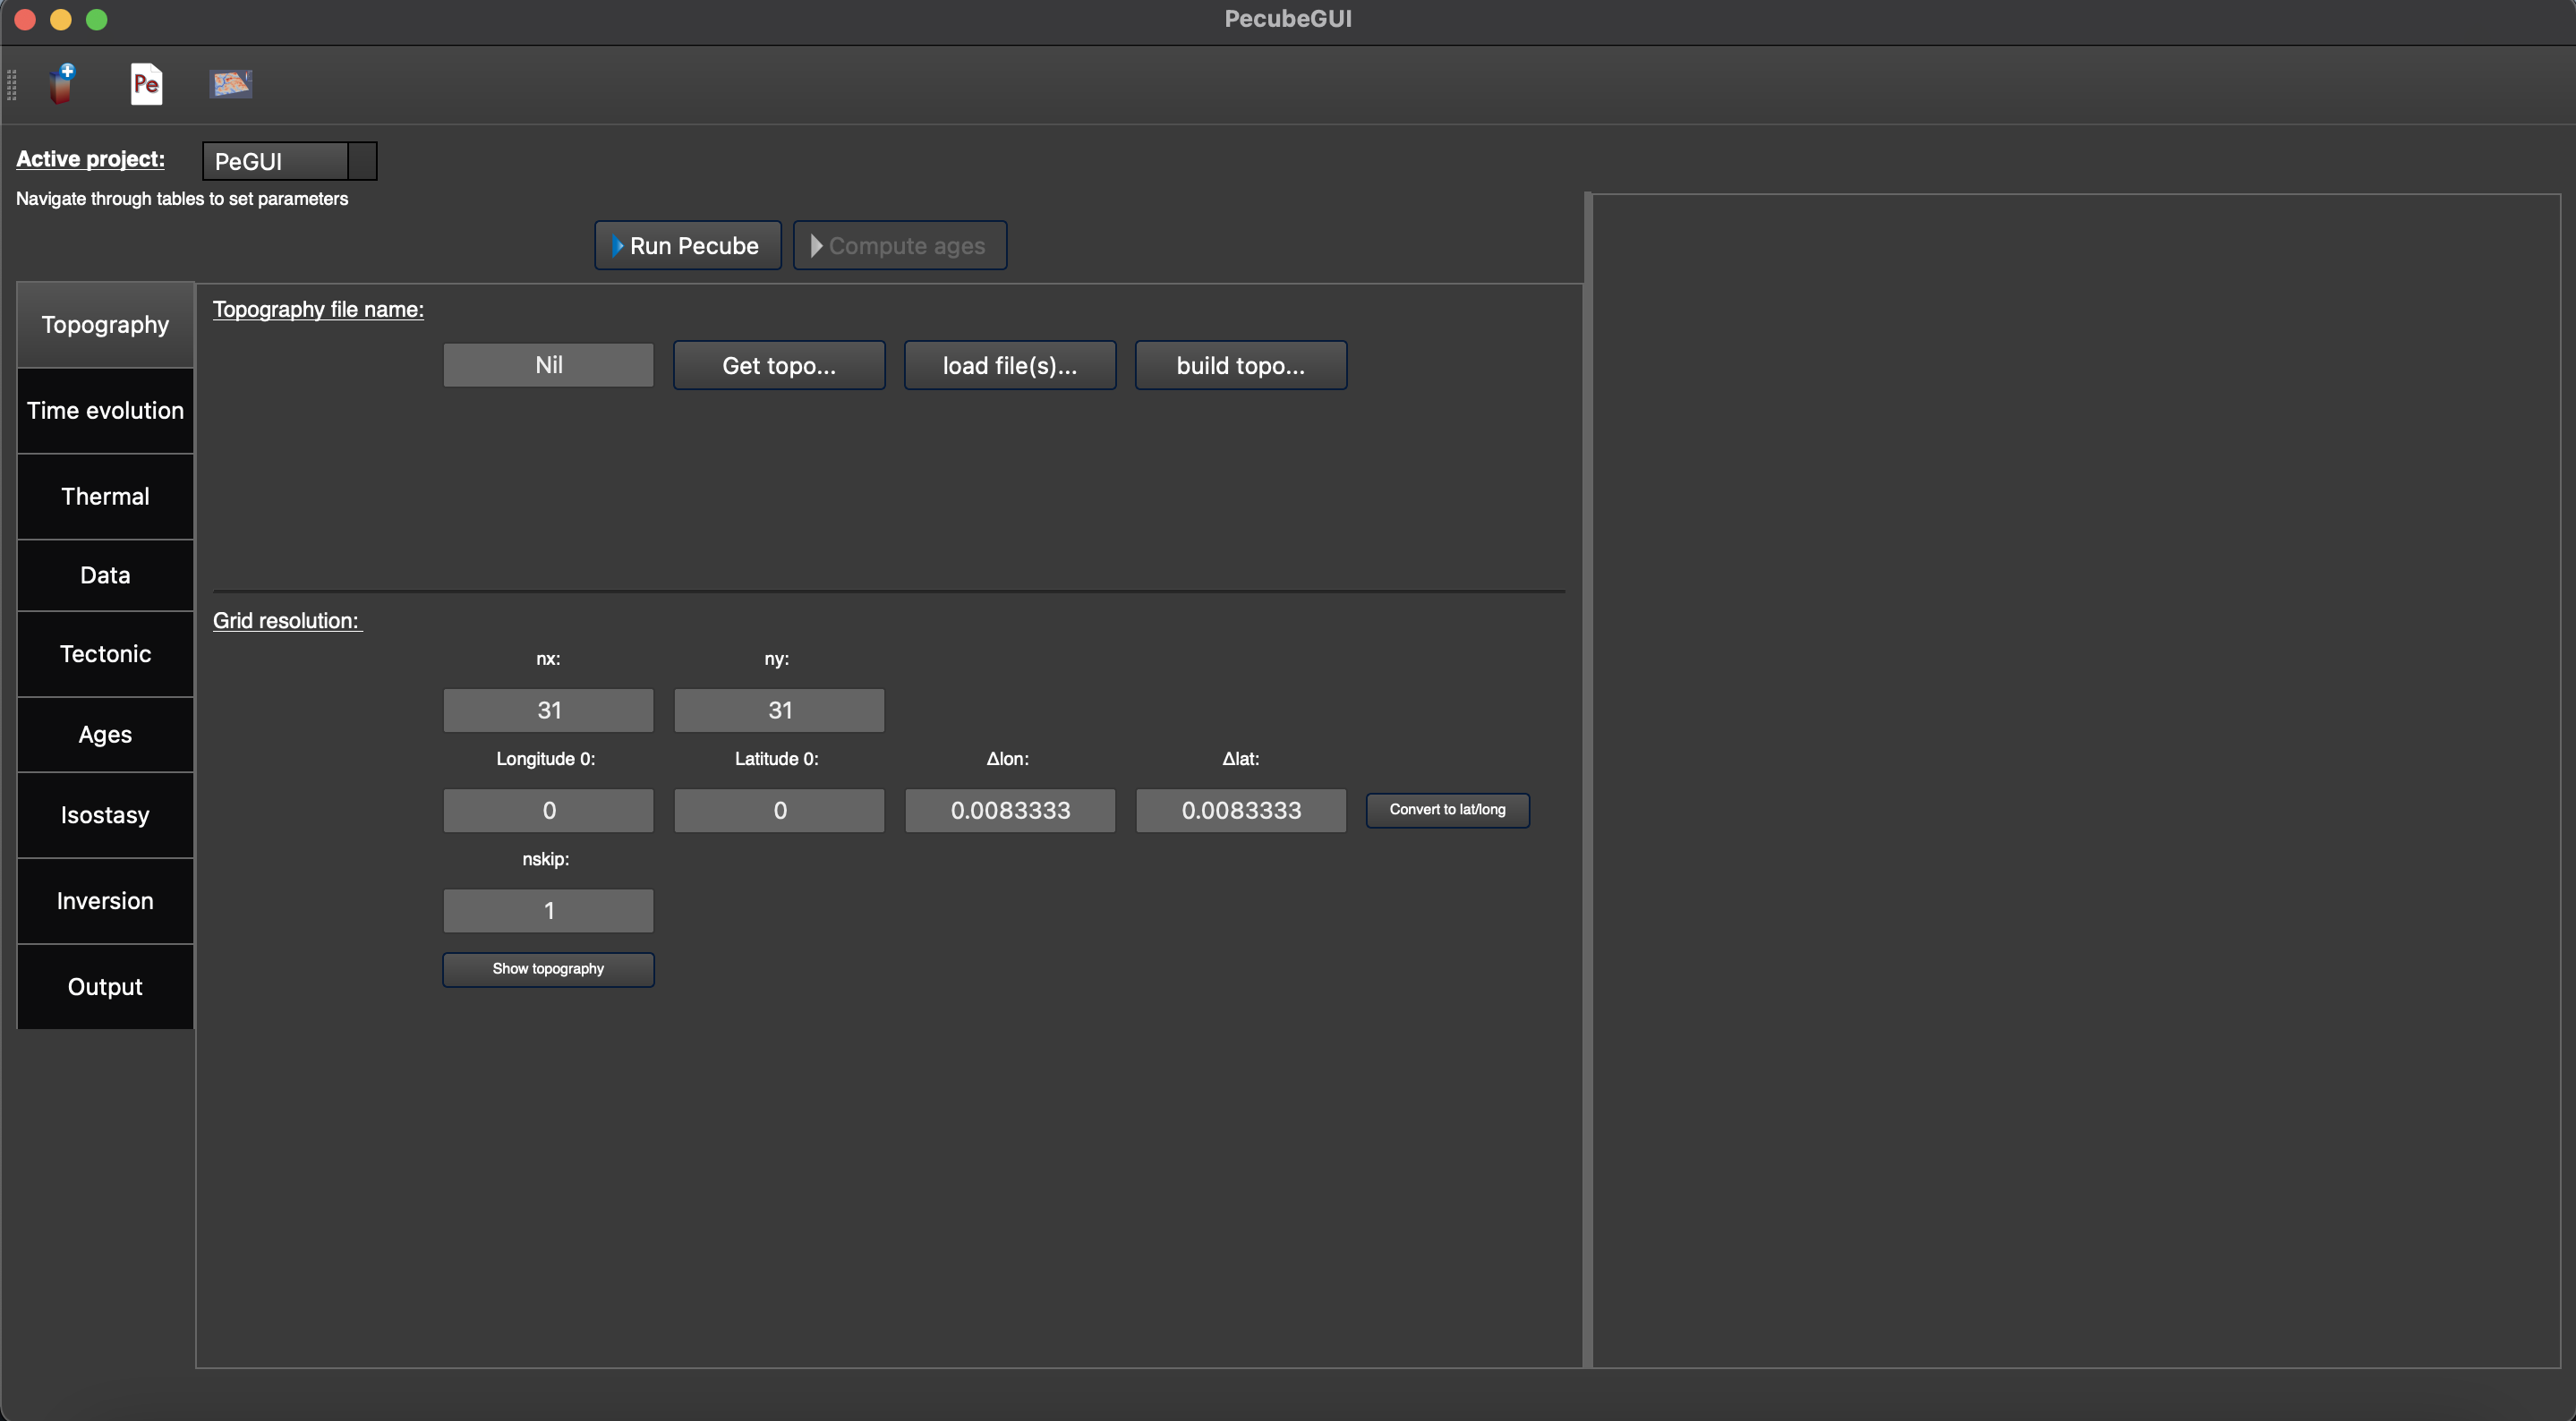 PecubeGUI
Pe
Active project: PeGUI
Navigate through tables to set parameters
Run Pecube Compute ages
Topography
Time evolution
Thermal
Data
Tectonic
Ages
Isostasy
Inversion
Output
Topography file name:
Nil Get topo... load file(s)... build topo...
Grid resolution:
nx: ny:
31 31
Longitude 0: Latitude 0: Δlon: Δlat:
0 0 0.0083333 0.0083333 Convert to lat/long
nskip:
1
Show topography